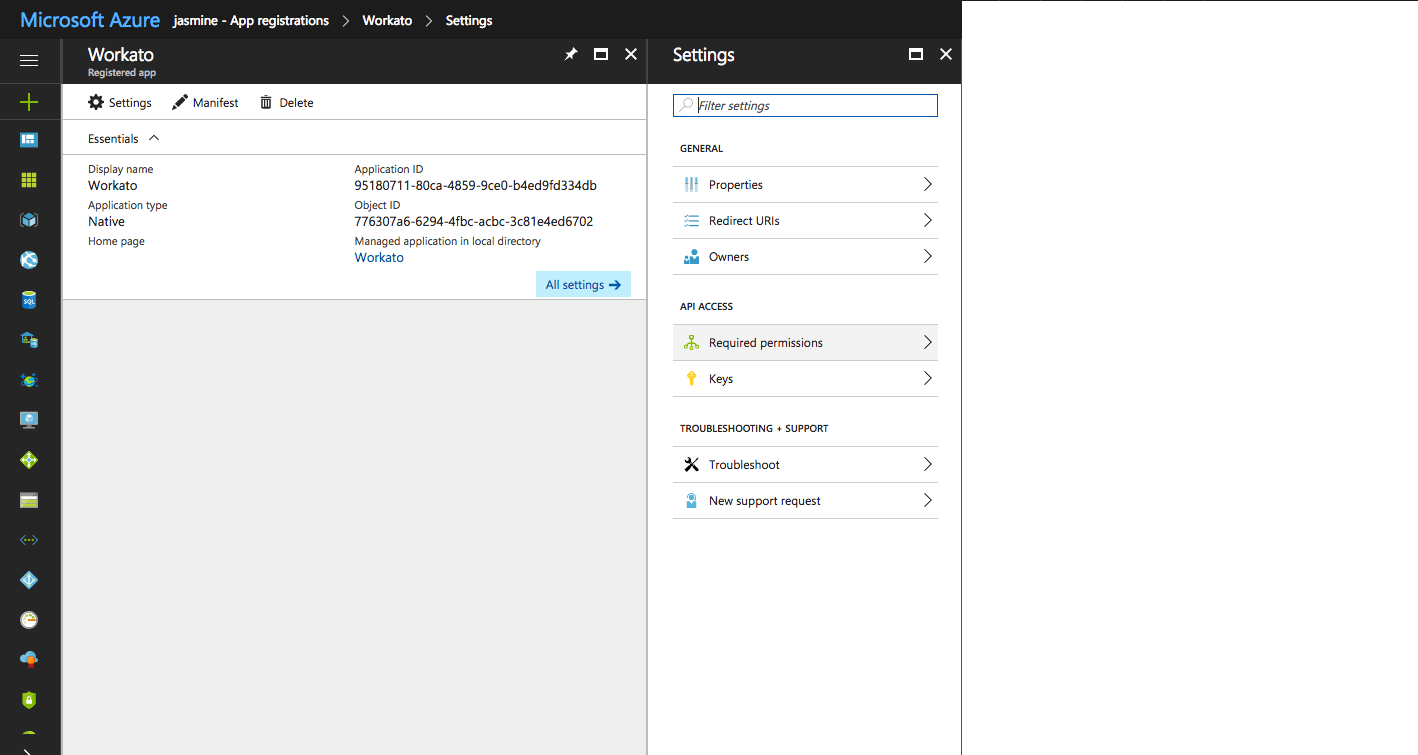 Microsoft Azure jasmine - App registrations > Workato > Settings
Workato
Registered app
Settings Manifest Delete
Essentials
Display name
Workato
Application type
Native
Home page
Application ID
95180711-80ca-4859-9ce0-b4ed9fd334db
Object ID
776307a6-6294-4fbc-acbc-3c81e4ed6702
Managed application in local directory
Workato
All settings →
Settings
Filter settings
GENERAL
Properties
Redirect URIs
Owners
API ACCESS
Required permissions
Keys
TROUBLESHOOTING + SUPPORT
Troubleshoot
New support request
SQL